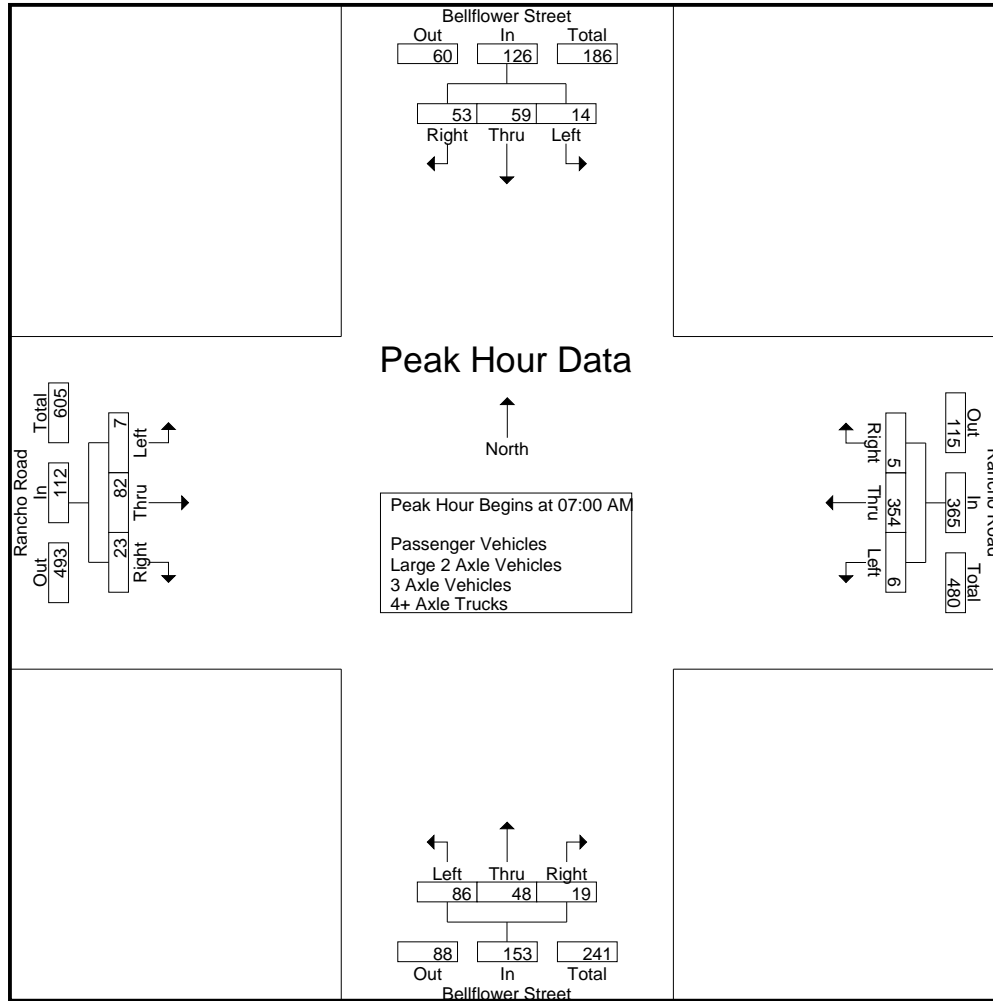 Bellflower Street
Out In Total
60 126 186
53 59 14
Right Thru Left
Peak Hour Data
North
Peak Hour Begins at 07:00 AM
Passenger Vehicles
Large 2 Axle Vehicles
3 Axle Vehicles
4+ Axle Trucks
Rancho Road
Total In Out
605 112 493
7 82 23
Left Thru Right
Rancho Road
Out In Total
115 365 480
5 354 6
Right Thru Left
Left Thru Right
86 48 19
88 153 241
Out In Total
Bellflower Street